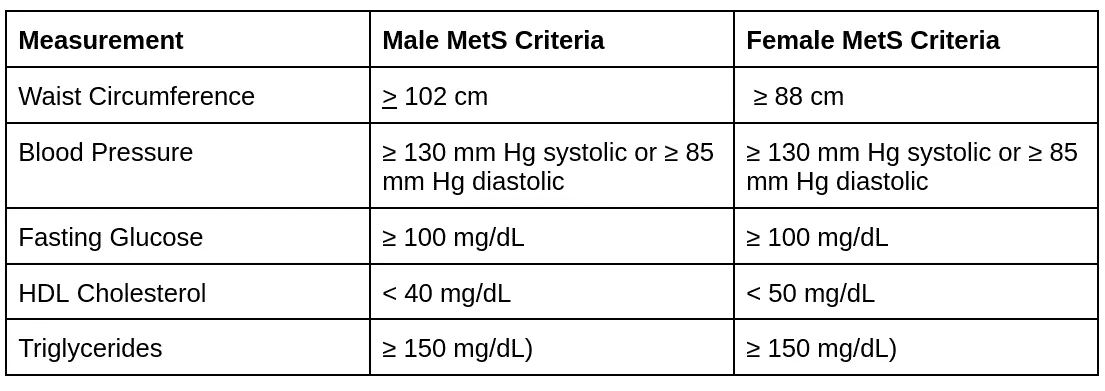 Measurement Male MetS Criteria Female MetS Criteria
Waist Circumference ≥ 102 cm ≥ 88 cm
Blood Pressure ≥ 130 mm Hg systolic or ≥ 85 ≥ 130 mm Hg systolic or ≥ 85
mm Hg diastolic mm Hg diastolic
Fasting Glucose ≥ 100 mg/dL ≥ 100 mg/dL
HDL Cholesterol < 40 mg/dL < 50 mg/dL
Triglycerides ≥ 150 mg/dL) ≥ 150 mg/dL)